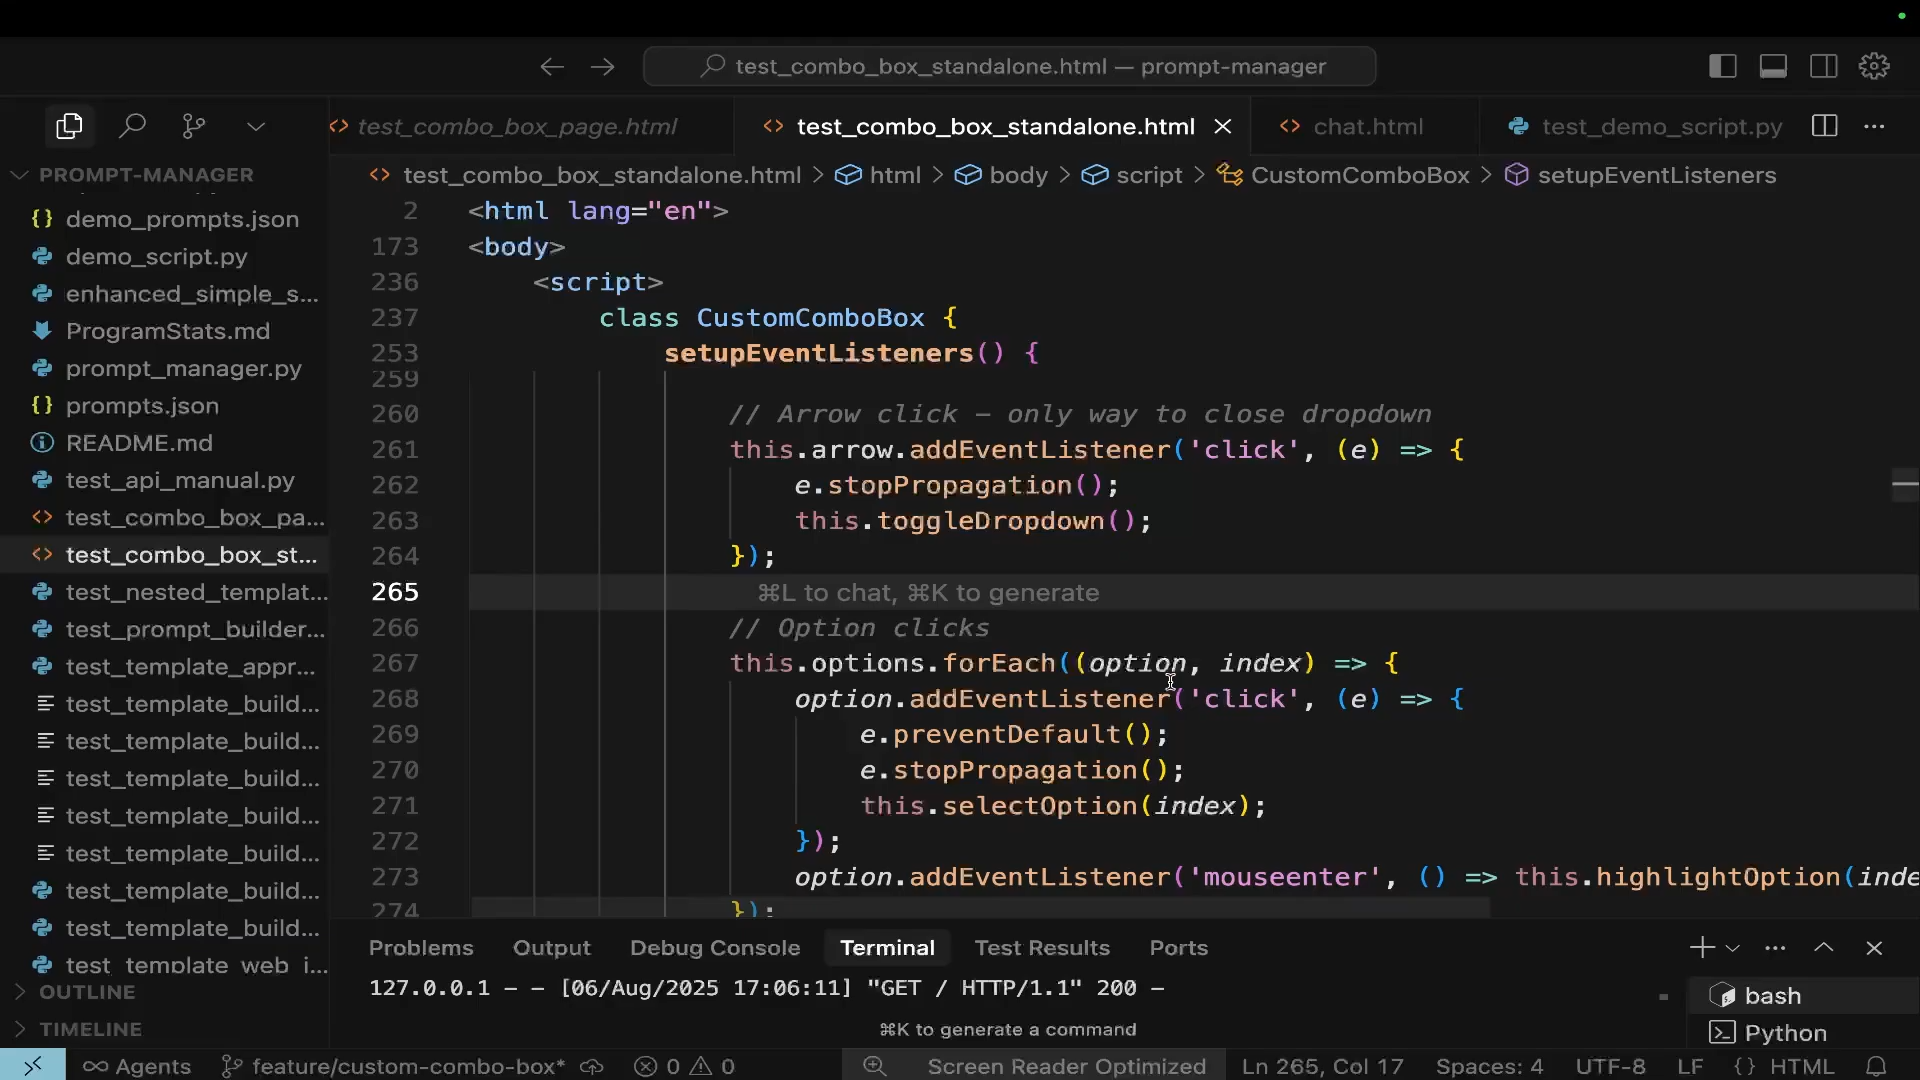 test_combo_box_standalone.html — prompt-manager
test_combo_box_page.html
test_combo_box_standalone.html
chat.html
test_demo_script.py
PROMPT-MANAGER
demo_prompts.json
demo_script.py
enhanced_simple_s...
ProgramStats.md
prompt_manager.py
prompts.json
README.md
test_api_manual.py
test_combo_box_pa...
test_combo_box_st...
test_nested_templat...
test_prompt_builder...
test_template_appr...
test_template_build...
test_template_build...
test_template_build...
test_template_build...
test_template_build...
test_template_build...
test_template_build...
test_template_web_i...
OUTLINE
TIMELINE
test_combo_box_standalone.html > html > body > script > CustomComboBox > setupEventListeners
2 <html lang="en">
173 <body>
236 <script>
237 class CustomComboBox {
253 setupEventListeners() {
259
260 // Arrow click – only way to close dropdown
261 this.arrow.addEventListener('click', (e) => {
262 e.stopPropagation();
263 this.toggleDropdown();
264 });
265 ⌘L to chat, ⌘K to generate
266 // Option clicks
267 this.options.forEach((option, index) => {
268 option.addEventListener('click', (e) => {
269 e.preventDefault();
270 e.stopPropagation();
271 this.selectOption(index);
272 });
273 option.addEventListener('mouseenter', () => this.highlightOption(inde
274 });
Problems Output Debug Console Terminal Test Results Ports
127.0.0.1 – – [06/Aug/2025 17:06:11] "GET / HTTP/1.1" 200 –
⌘K to generate a command
bash
Python
Agents feature/custom-combo-box* 0 0 Screen Reader Optimized Ln 265, Col 17 Spaces: 4 UTF-8 LF {} HTML